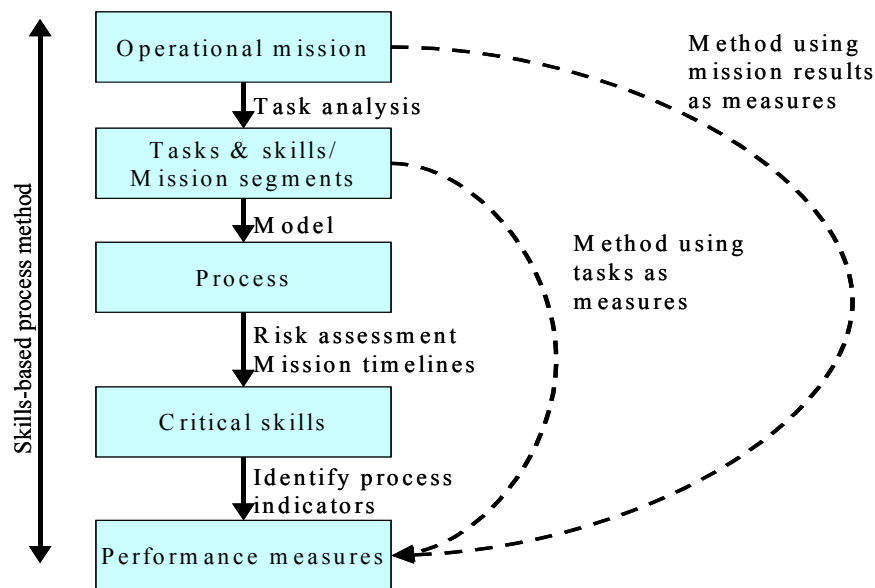 Operational mission
Method using
mission results
as measures
Task analysis
Tasks & skills/
Mission segments
Model
Method using
tasks as
measures
Process
Risk assessment
Mission timelines
Critical skills
Identify process
indicators
Performance measures
Skills-based process method